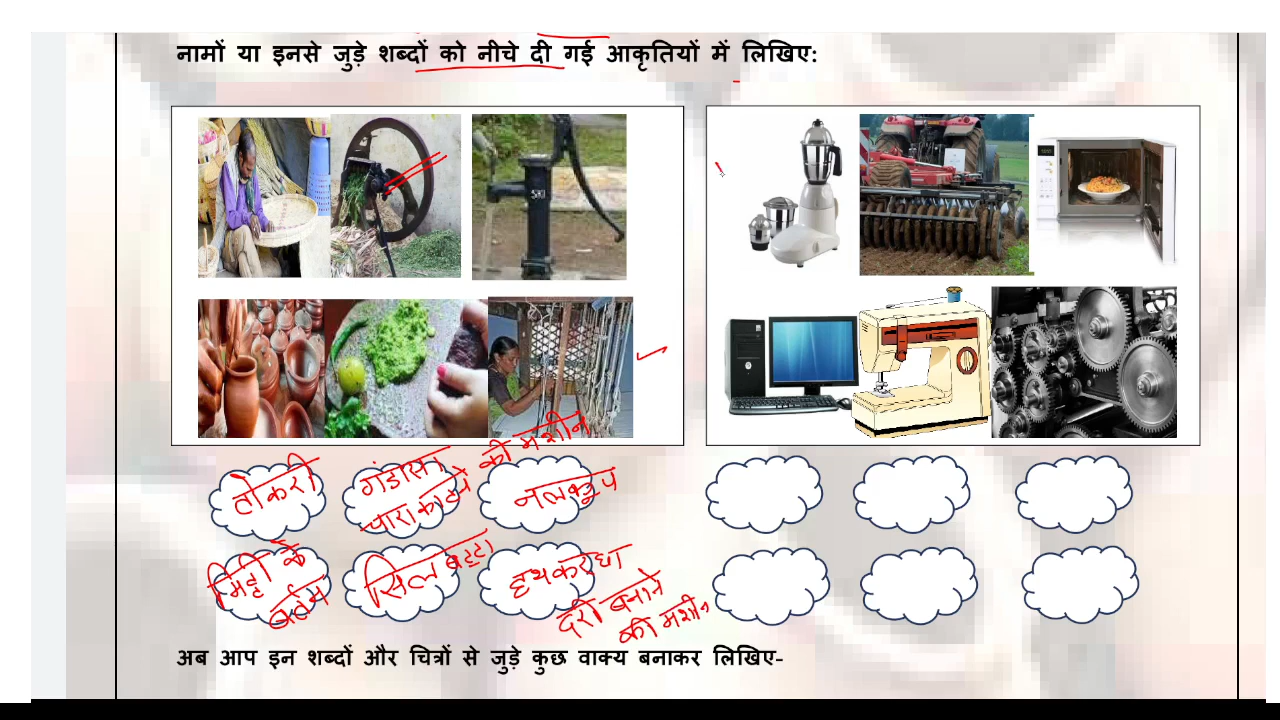 नामों या इनसे जुड़े शब्दों को नीचे दी गई आकृतियों में लिखिए:
टोकरी
गंडासा
चारा काटने की मशीन
नलकूप
मिट्टी के
बर्तन
सिल बट्टा
हथकरघा
दरी बनाने
की मशीन
अब आप इन शब्दों और चित्रों से जुड़े कुछ वाक्य बनाकर लिखिए-